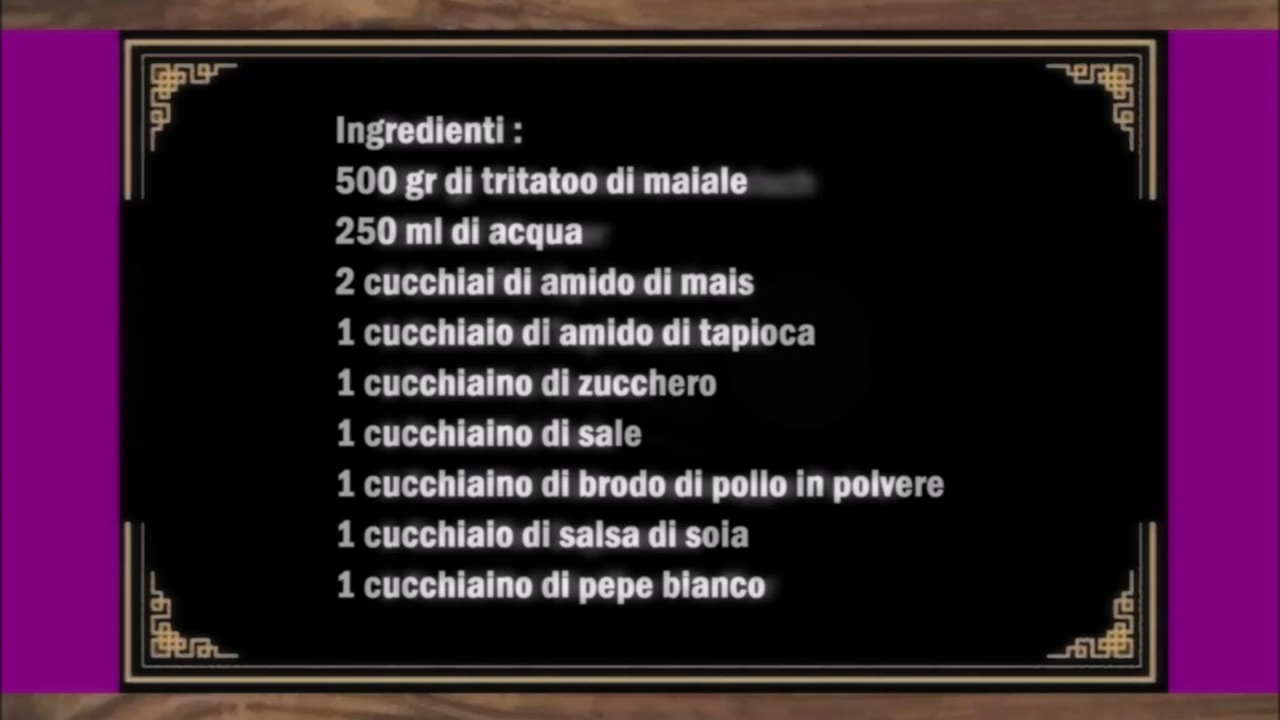 Ingredienti :
500 gr di tritatoo di maiale
250 ml di acqua
2 cucchiai di amido di mais
1 cucchiaio di amido di tapioca
1 cucchiaino di zucchero
1 cucchiaino di sale
1 cucchiaino di brodo di pollo in polvere
1 cucchiaio di salsa di soia
1 cucchiaino di pepe bianco